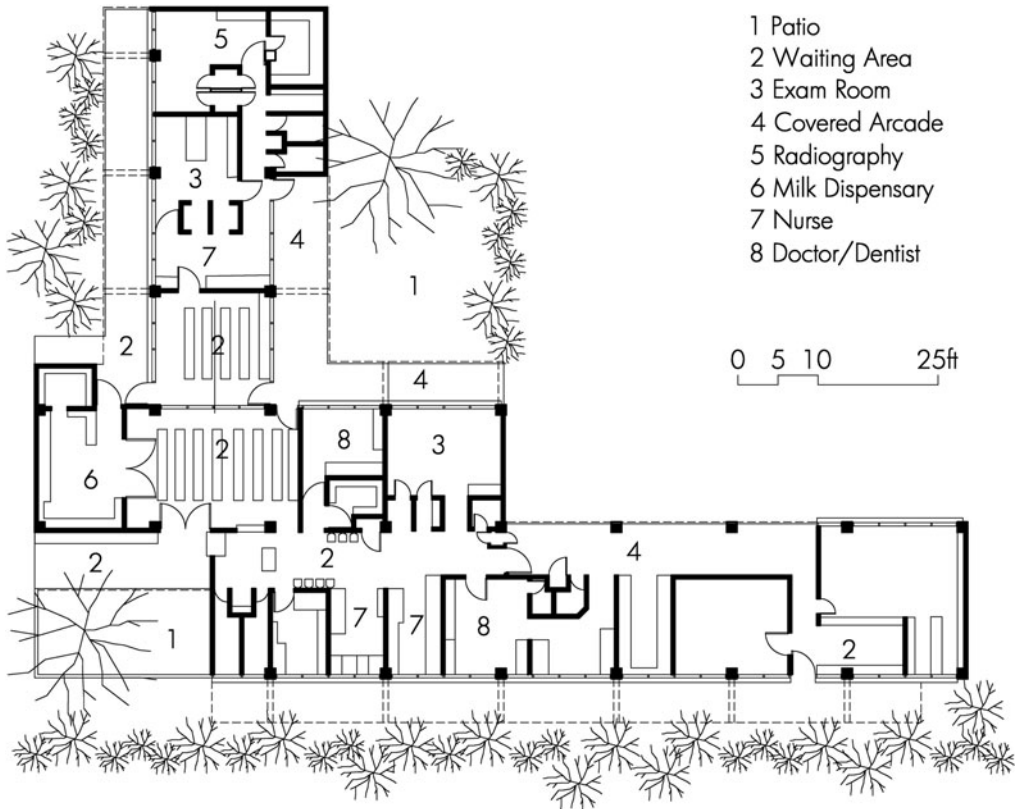 1 Patio
2 Waiting Area
3 Exam Room
4 Covered Arcade
5 Radiography
6 Milk Dispensary
7 Nurse
8 Doctor/Dentist
0 5 10 25ft
5
3
4
7
1
2 2
4
2 8 3
6
2 2 4
1 7 7 8
2